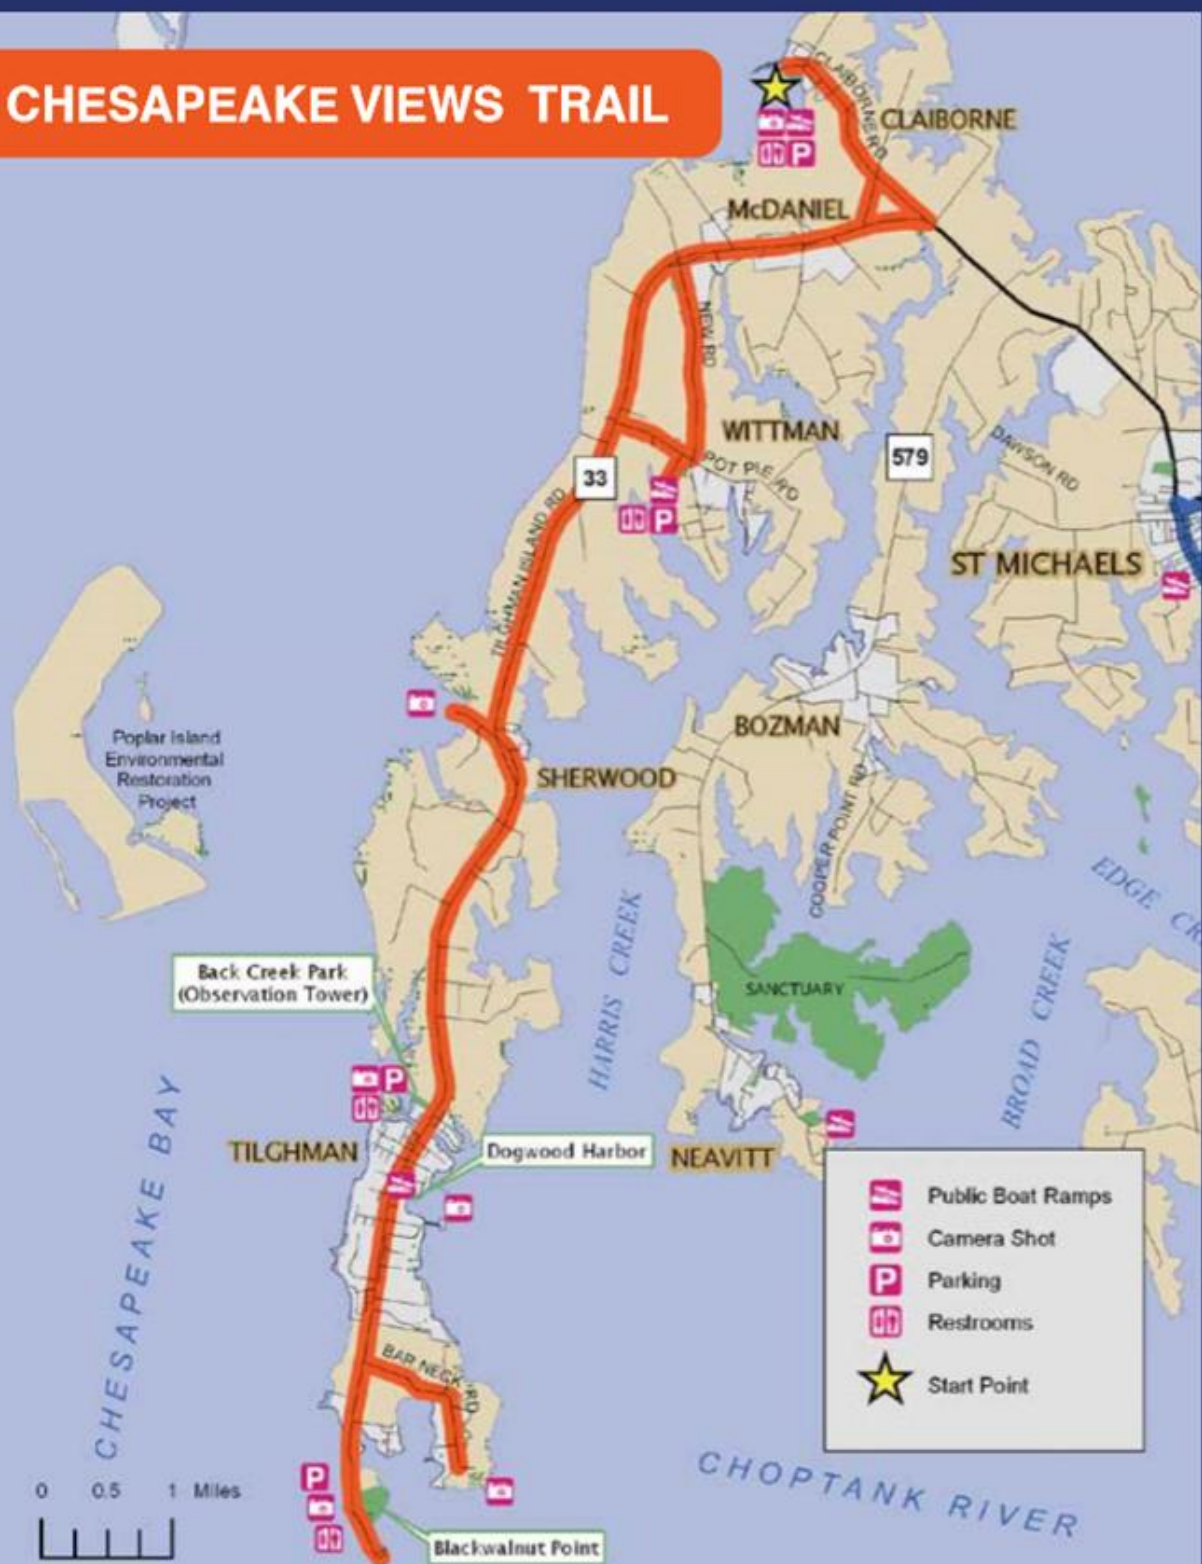 CHESAPEAKE VIEWS TRAIL
CLAIBORNE RD
CLAIBORNE
P
McDANIEL
NEW RD
WITTMAN
33
579
POT PIE RD
DAWSON RD
P
TILGHMAN ISLAND RD
ST MICHAELS
BOZMAN
Poplar Island
Environmental
Restoration
Project
SHERWOOD
COOPER POINT RD
EDGE CR
HARRIS CREEK
Back Creek Park
(Observation Tower)
SANCTUARY
BROAD CREEK
P
CHESAPEAKE BAY
TILGHMAN
Dogwood Harbor
NEAVITT
Public Boat Ramps
Camera Shot
P Parking
Restrooms
Start Point
BAR NECK RD
CHOPTANK RIVER
P
0 0.5 1 Miles
Blackwalnut Point